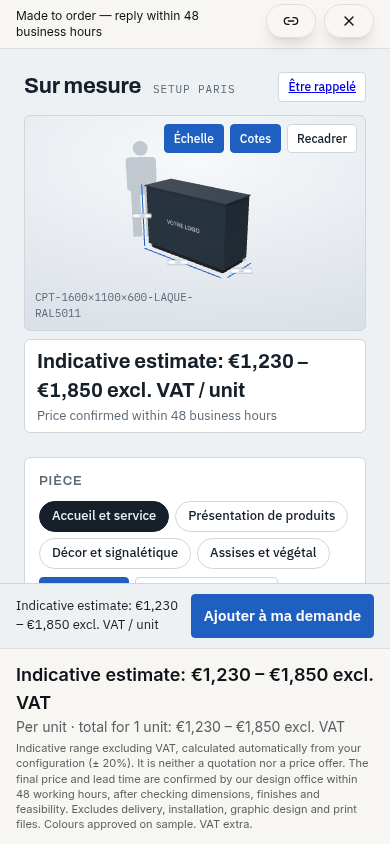 Made to order — reply within 48
business hours
Sur mesure SETUP PARIS
Être rappelé
Échelle Cotes Recadrer
VOTRE LOGO
CPT-1600×1100×600-LAQUE-
RAL5011
Indicative estimate: €1,230 –
€1,850 excl. VAT / unit
Price confirmed within 48 business hours
PIÈCE
Accueil et service Présentation de produits
Décor et signalétique Assises et végétal
Indicative estimate: €1,230
– €1,850 excl. VAT / unit
Ajouter à ma demande
Indicative estimate: €1,230 – €1,850 excl.
VAT
Per unit · total for 1 unit: €1,230 – €1,850 excl. VAT
Indicative range excluding VAT, calculated automatically from your
configuration (± 20%). It is neither a quotation nor a price offer. The
final price and lead time are confirmed by our design office within
48 working hours, after checking dimensions, finishes and
feasibility. Excludes delivery, installation, graphic design and print
files. Colours approved on sample. VAT extra.